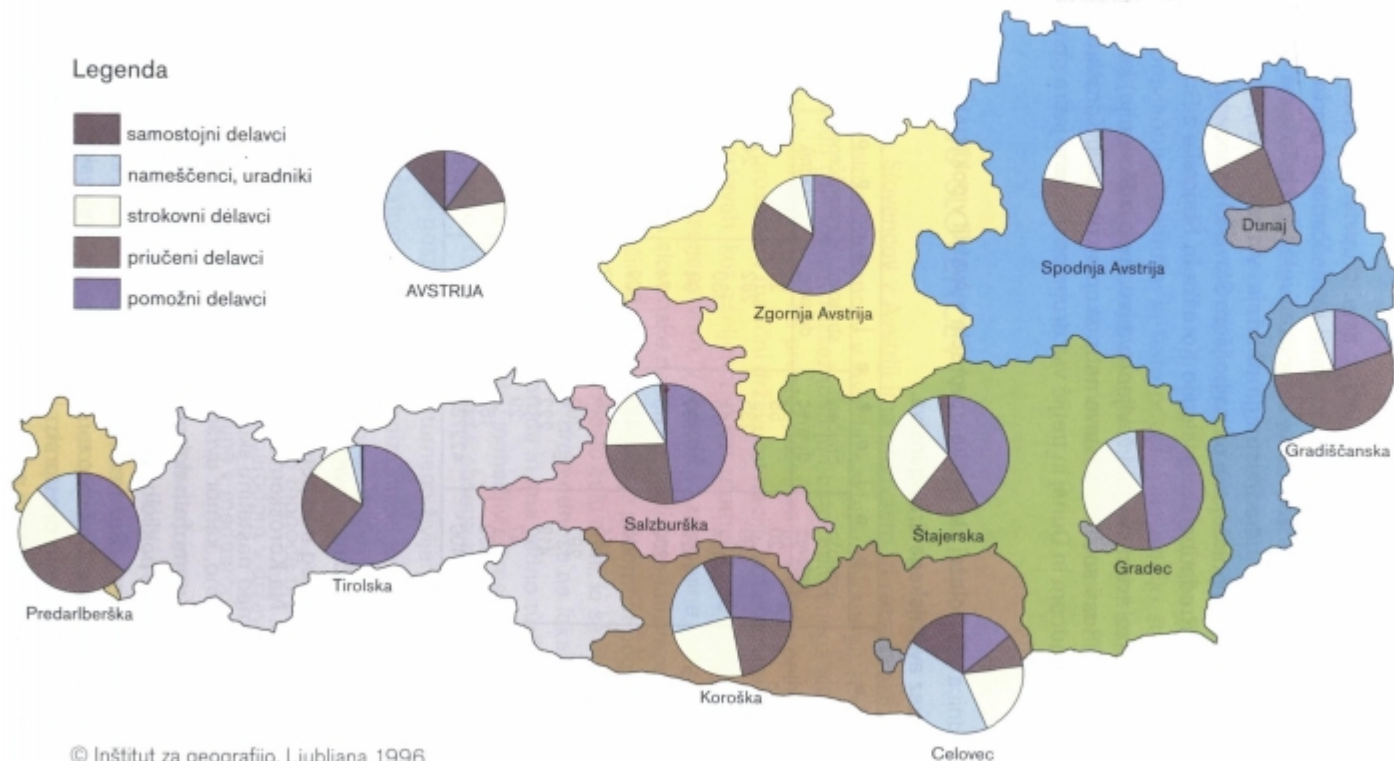 Legenda
samostojni delavci
nameščenci, uradniki
strokovni delavci
priučeni delavci
pomožni delavci
AVSTRIJA
Dunaj
Spodnja Avstrija
Zgornja Avstrija
Gradiščanska
Salzburška
Štajerska
Gradec
Tirolska
Predarlberška
Koroška
Celovec
© Inštitut za geografijo, Ljubljana 1996